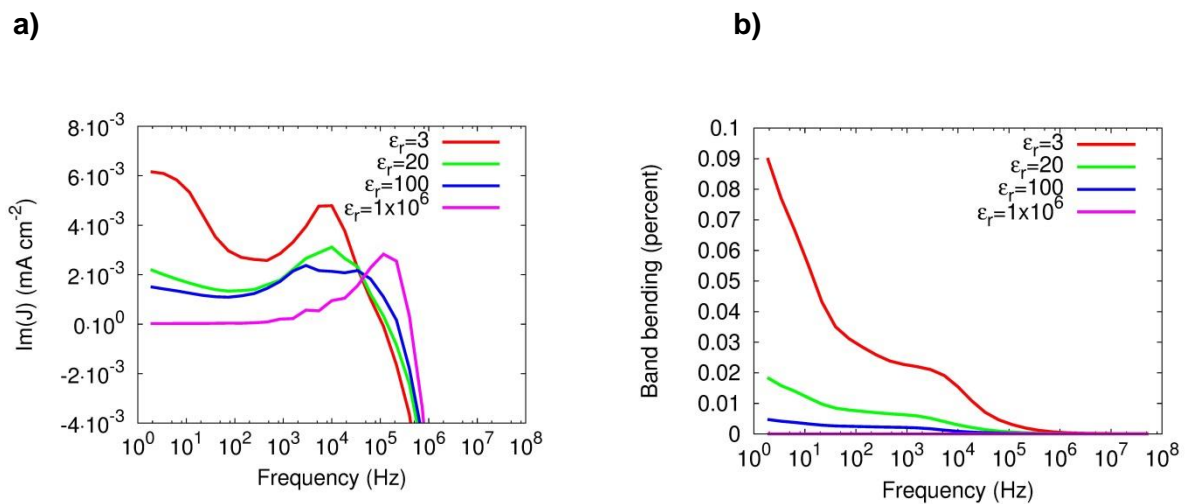 a)
b)
8·10⁻³
6·10⁻³
4·10⁻³
2·10⁻³
0·10⁰
-2·10⁻³
-4·10⁻³
Im(J) (mA cm⁻²)
εᵣ=3
εᵣ=20
εᵣ=100
εᵣ=1x10⁶
10⁰ 10¹ 10² 10³ 10⁴ 10⁵ 10⁶ 10⁷ 10⁸
Frequency (Hz)
0.1
0.09
0.08
0.07
0.06
0.05
0.04
0.03
0.02
0.01
0
Band bending (percent)
εᵣ=3
εᵣ=20
εᵣ=100
εᵣ=1x10⁶
10⁰ 10¹ 10² 10³ 10⁴ 10⁵ 10⁶ 10⁷ 10⁸
Frequency (Hz)